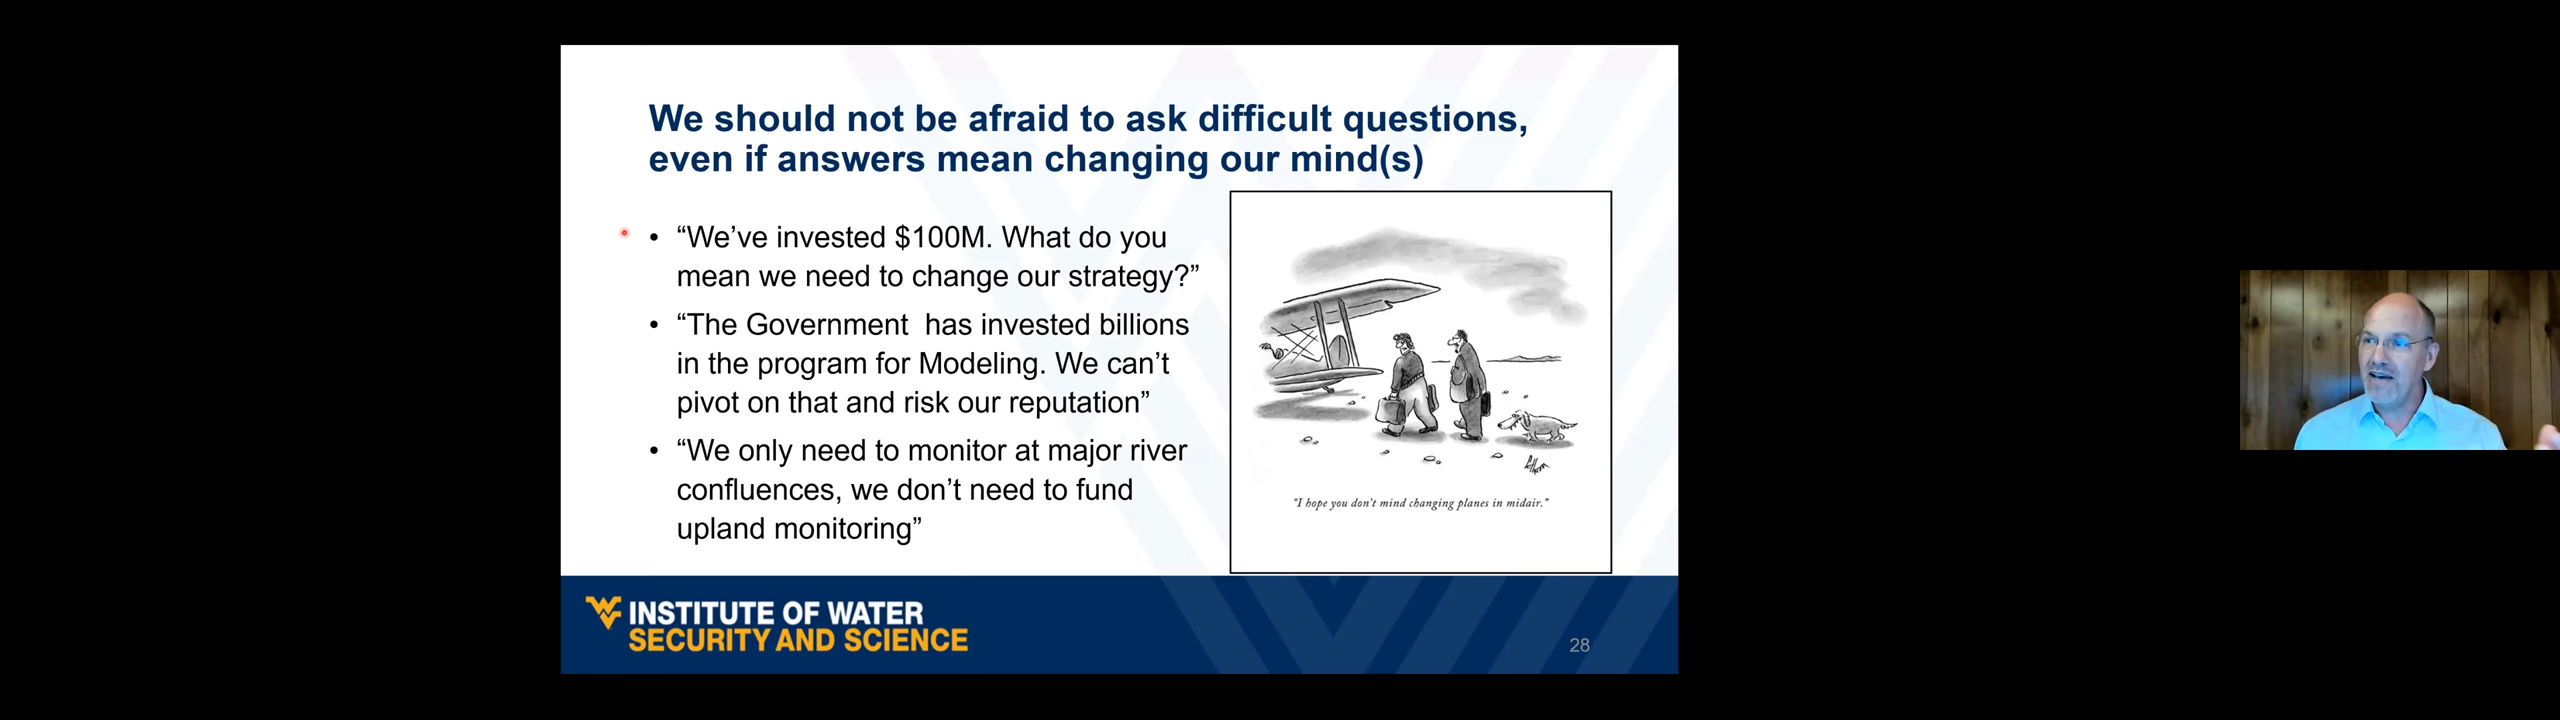 We should not be afraid to ask difficult questions,
even if answers mean changing our mind(s)
• “We’ve invested $100M. What do you
mean we need to change our strategy?”
• “The Government  has invested billions
in the program for Modeling. We can’t
pivot on that and risk our reputation”
• “We only need to monitor at major river
confluences, we don’t need to fund
upland monitoring”
“I hope you don’t mind changing planes in midair.”
INSTITUTE OF WATER
SECURITY AND SCIENCE
28